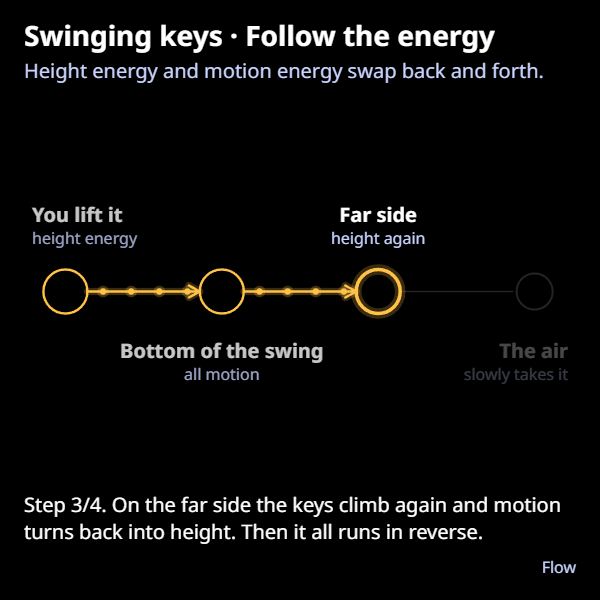 Swinging keys · Follow the energy
Height energy and motion energy swap back and forth.
You lift it
height energy
Far side
height again
Bottom of the swing
all motion
The air
slowly takes it
Step 3/4. On the far side the keys climb again and motion
turns back into height. Then it all runs in reverse.
Flow